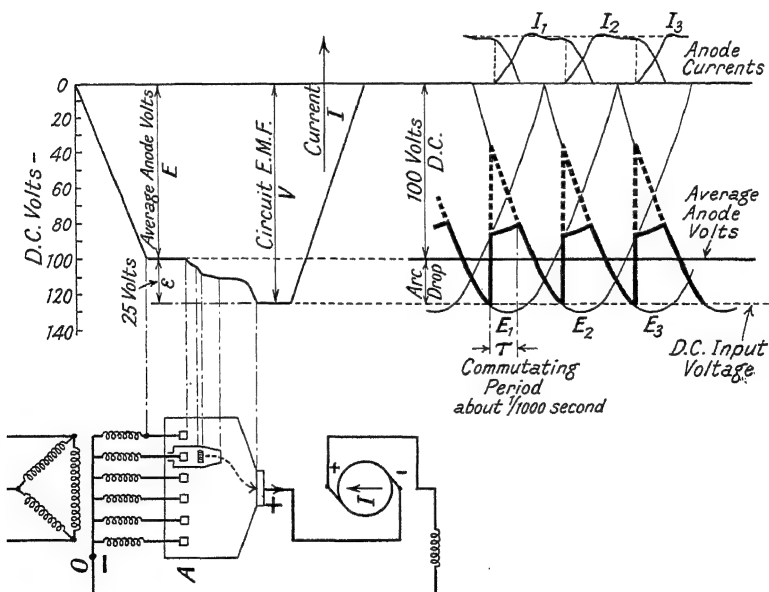 I₁ I₂ I₃
Anode
Currents
0
20
40
60
80
100
120
140
D.C. Volts –
Average Anode Volts
E
25 Volts
ε
Circuit E.M.F.
V
Current
I
100 Volts
D.C.
Arc
Drop
Average
Anode
Volts
E₁ E₂ E₃
τ
Commutating
Period
about 1/1000 second
D.C. Input
Voltage
O
–
A
+
+ –
I